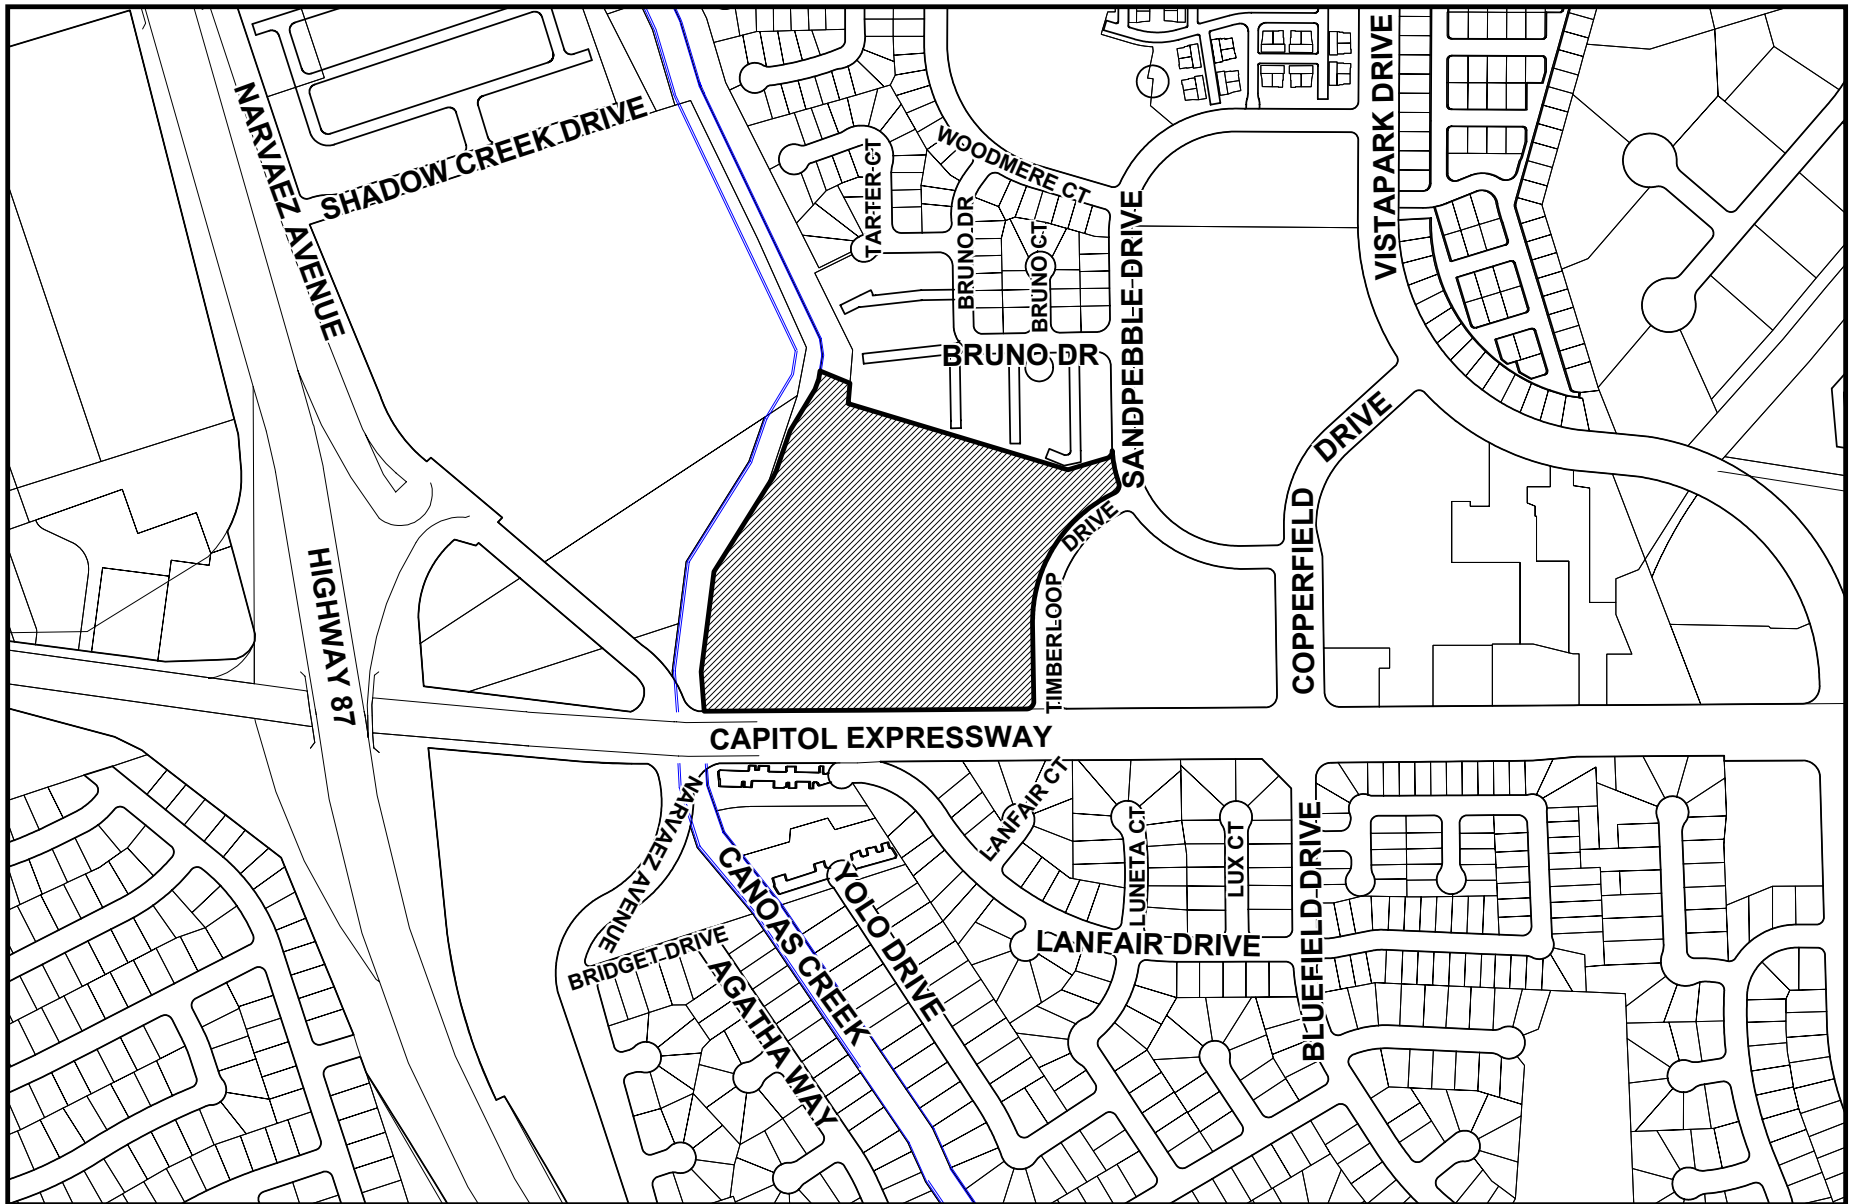 NARVAEZ AVENUE
SHADOW CREEK DRIVE
WOODMERE CT
TARTER CT
BRUNO DR
BRUNO CT
BRUNO DR
SANDPEBBLE DRIVE
VISTAPARK DRIVE
DRIVE
COPPERFIELD
DRIVE
TIMBERLOOP
HIGHWAY 87
CAPITOL EXPRESSWAY
NARVAEZ AVENUE
LANFAIR CT
LUNETA CT
LUX CT
BLUEFIELD DRIVE
CANOAS CREEK
YOLO DRIVE
LANFAIR DRIVE
BRIDGET DRIVE
AGATHA WAY